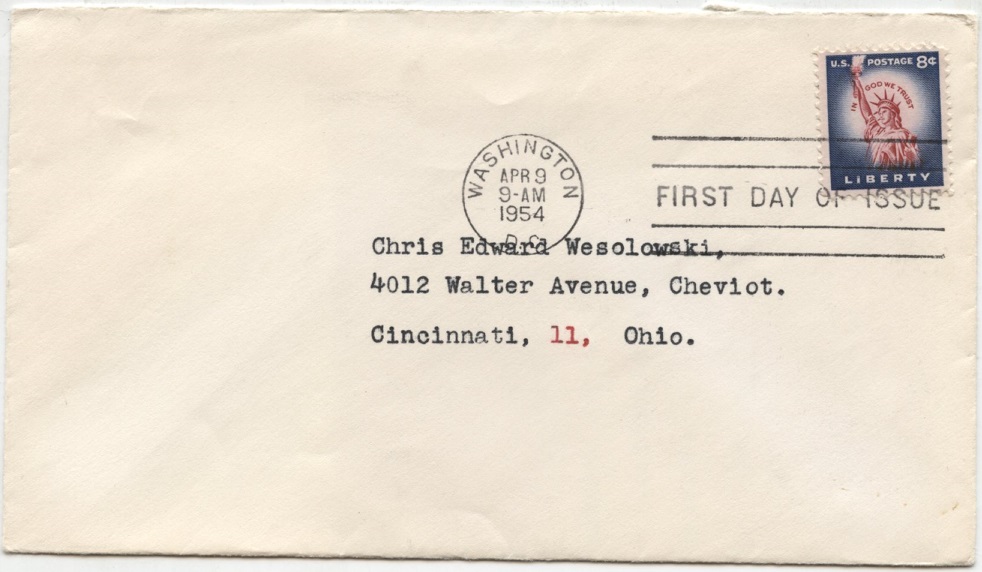 U.S. POSTAGE 8¢
IN GOD WE TRUST
LIBERTY
WASHINGTON
APR 9
9-AM
1954
D.C.
FIRST DAY OF ISSUE
Chris Edward Wesolowski,
4012 Walter Avenue, Cheviot.
Cincinnati, 11, Ohio.